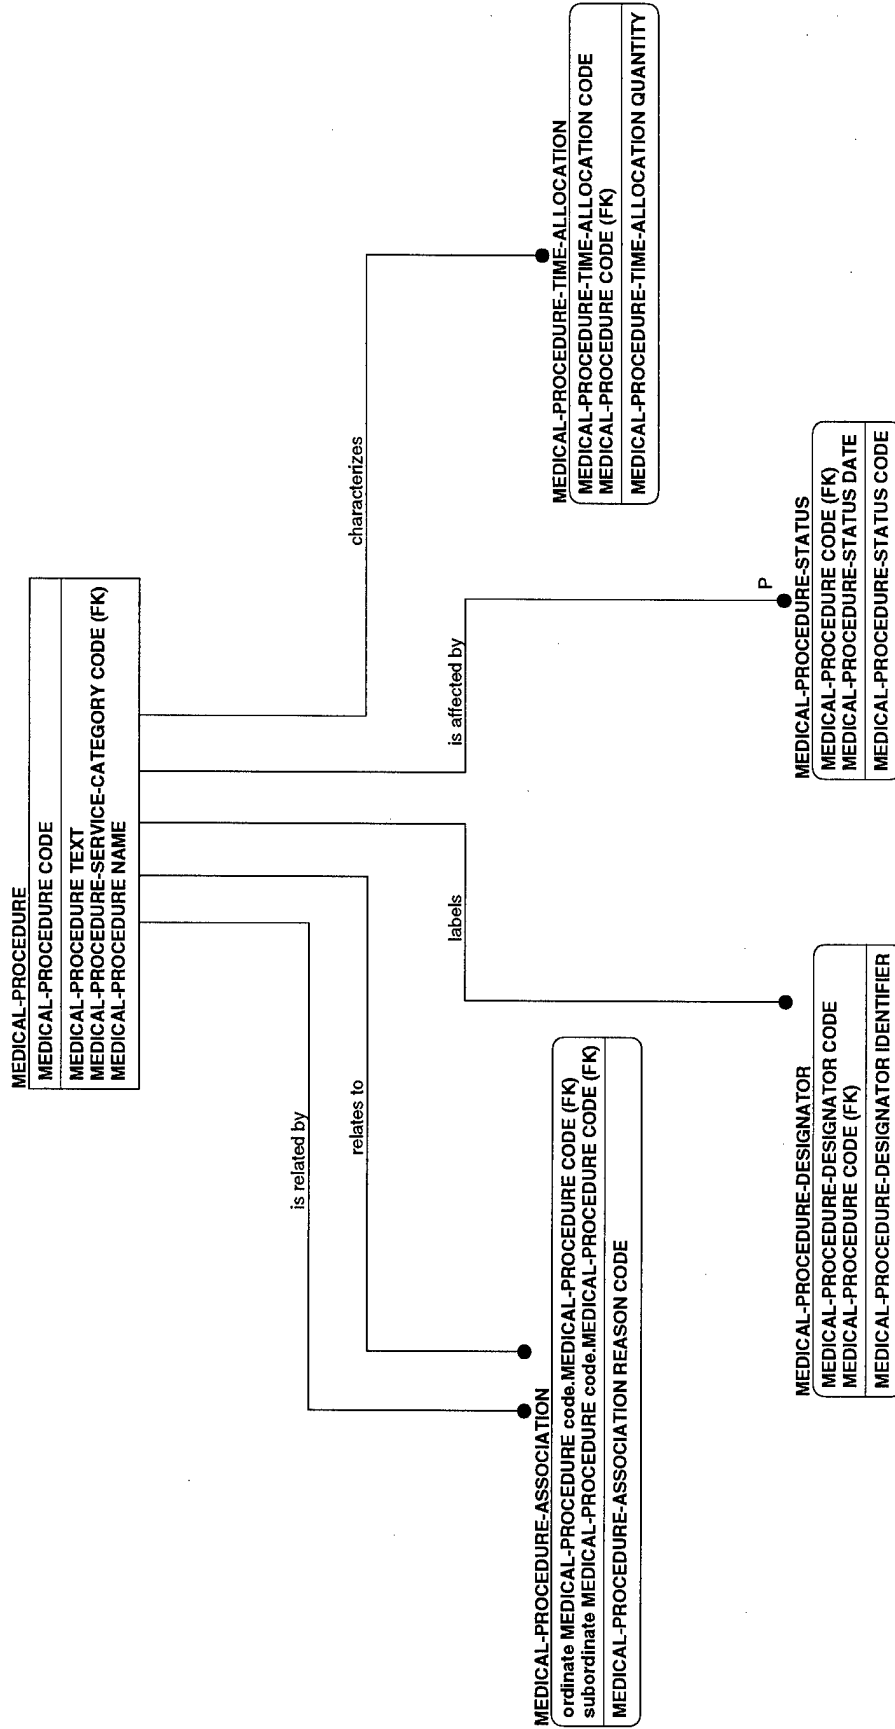 MEDICAL-PROCEDURE
MEDICAL-PROCEDURE CODE
MEDICAL-PROCEDURE TEXT
MEDICAL-PROCEDURE-SERVICE-CATEGORY CODE (FK)
MEDICAL-PROCEDURE NAME
is related by
relates to
labels
is affected by
characterizes
MEDICAL-PROCEDURE-ASSOCIATION
ordinate MEDICAL-PROCEDURE code.MEDICAL-PROCEDURE CODE (FK)
subordinate MEDICAL-PROCEDURE code.MEDICAL-PROCEDURE CODE (FK)
MEDICAL-PROCEDURE-ASSOCIATION REASON CODE
MEDICAL-PROCEDURE-TIME-ALLOCATION
MEDICAL-PROCEDURE-TIME-ALLOCATION CODE
MEDICAL-PROCEDURE CODE (FK)
MEDICAL-PROCEDURE-TIME-ALLOCATION QUANTITY
MEDICAL-PROCEDURE-DESIGNATOR
MEDICAL-PROCEDURE-DESIGNATOR CODE
MEDICAL-PROCEDURE CODE (FK)
MEDICAL-PROCEDURE-DESIGNATOR IDENTIFIER
P
MEDICAL-PROCEDURE-STATUS
MEDICAL-PROCEDURE CODE (FK)
MEDICAL-PROCEDURE-STATUS DATE
MEDICAL-PROCEDURE-STATUS CODE